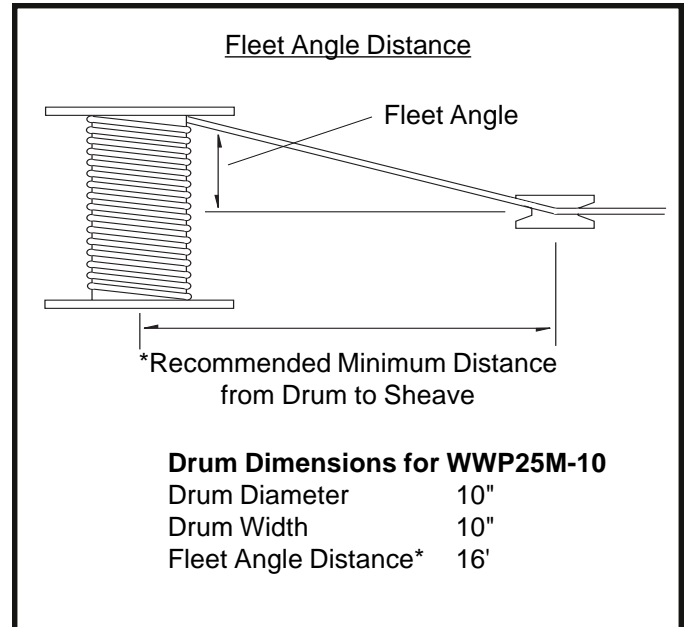 Fleet Angle Distance
Fleet Angle
*Recommended Minimum Distance
from Drum to Sheave
Drum Dimensions for WWP25M-10
Drum Diameter 10"
Drum Width 10"
Fleet Angle Distance* 16'